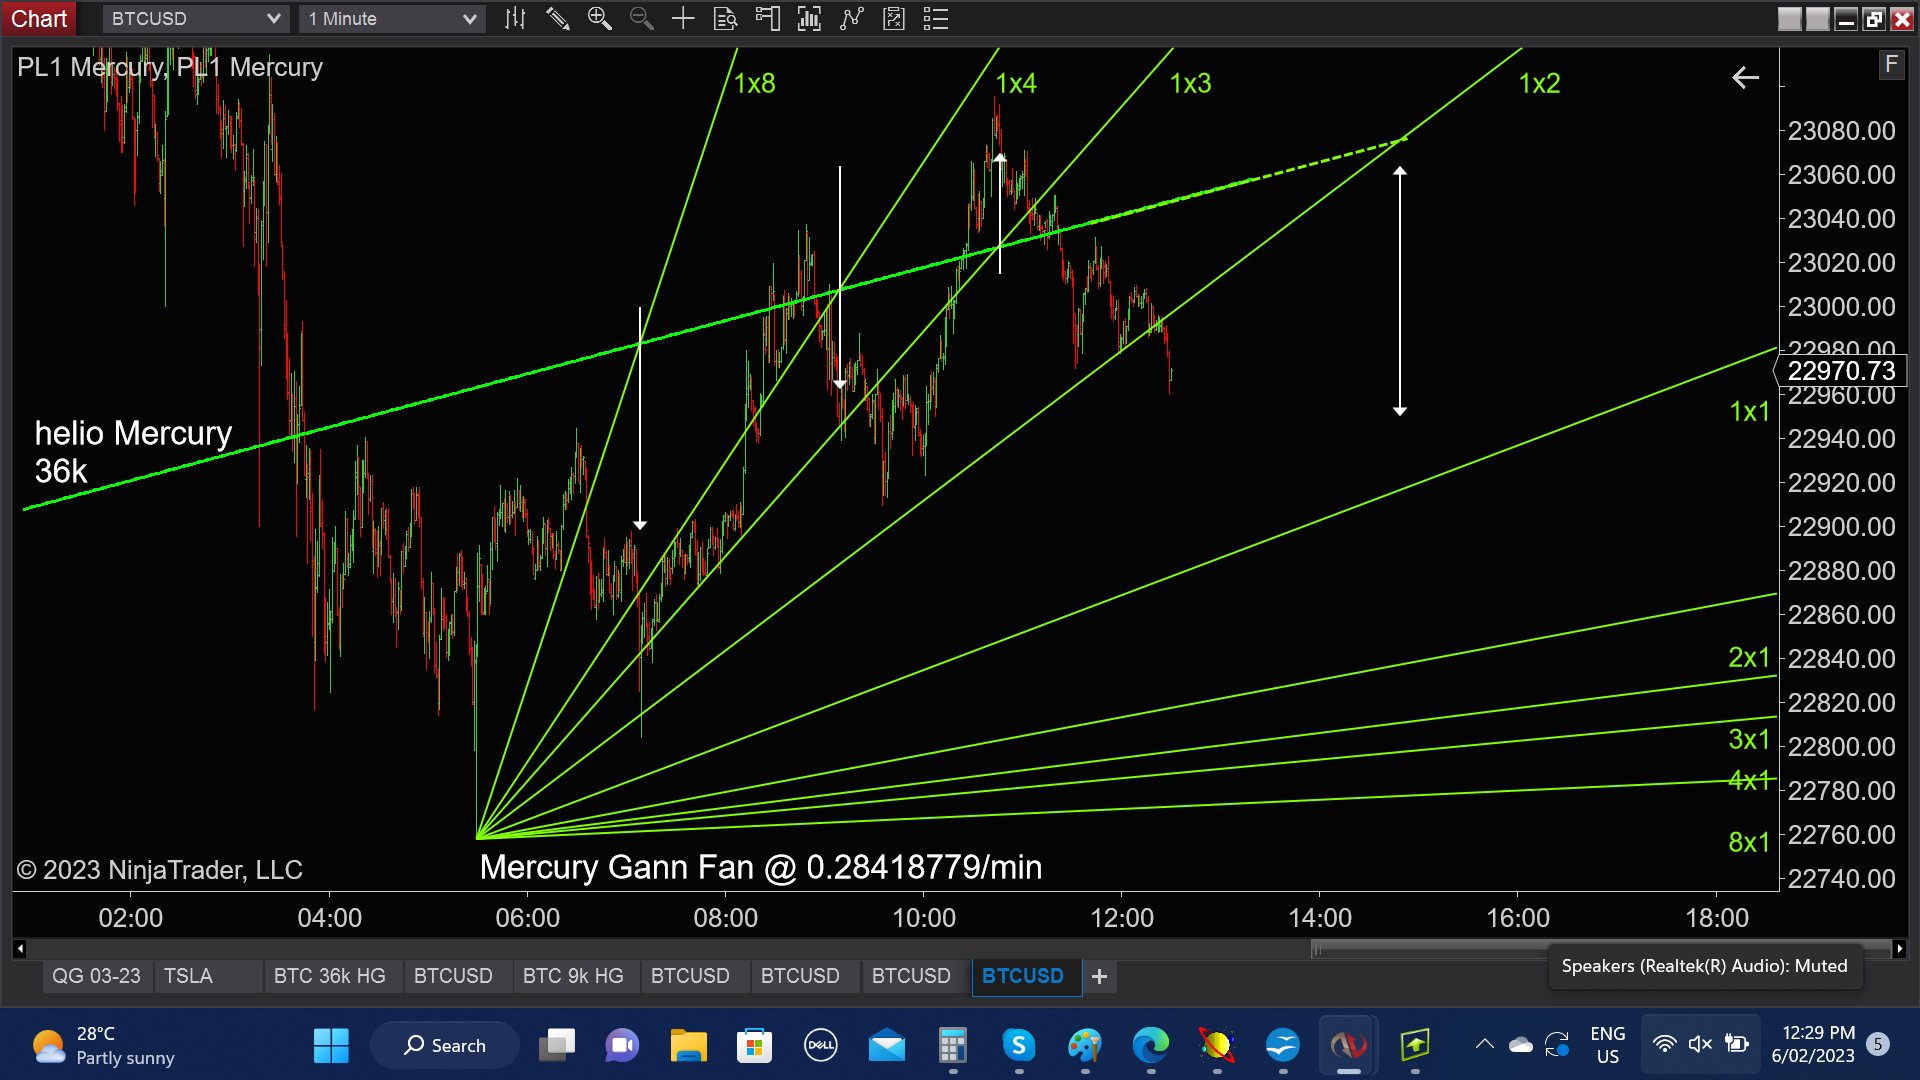 Chart
BTCUSD
1 Minute
PL1 Mercury, PL1 Mercury
1x8
1x4
1x3
1x2
F
23080.00
23060.00
23040.00
23020.00
23000.00
22980.00
22970.73
22960.00
22940.00
22920.00
22900.00
22880.00
22860.00
22840.00
22820.00
22800.00
22780.00
22760.00
22740.00
helio Mercury
36k
1x1
2x1
3x1
4x1
8x1
© 2023 NinjaTrader, LLC
Mercury Gann Fan @ 0.28418779/min
02:00
04:00
06:00
08:00
10:00
12:00
14:00
16:00
18:00
QG 03-23
TSLA
BTC 36k HG
BTCUSD
BTC 9k HG
BTCUSD
BTCUSD
BTCUSD
BTCUSD
+
Speakers (Realtek(R) Audio): Muted
28°C
Partly sunny
Search
DELL
S
ENG
US
12:29 PM
6/02/2023
5